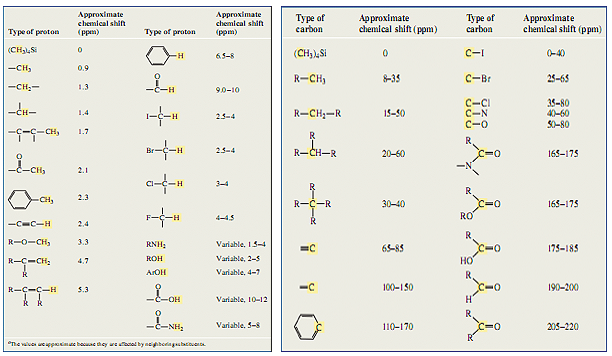 Type of proton
Approximate
chemical shift
(ppm)
(CH₃)₄Si 0
—CH₃ 0.9
—CH₂— 1.3
—CH— 1.4
—C=C—CH₃ 1.7
O
—C—CH₃ 2.1
CH₃ 2.3
—C≡C—H 2.4
R—O—CH₃ 3.3
R—C=CH₂ 4.7
R
R—C=C—H 5.3
R R
Type of proton
Approximate
chemical shift
(ppm)
H 6.5–8
O
—C—H 9.0–10
I—C—H 2.5–4
Br—C—H 2.5–4
Cl—C—H 3–4
F—C—H 4–4.5
RNH₂ Variable, 1.5–4
ROH Variable, 2–5
ArOH Variable, 4–7
O
—C—OH Variable, 10–12
O
—C—NH₂ Variable, 5–8
ᵃThe values are approximate because they are affected by neighboring substituents.
Type of
carbon
Approximate
chemical shift (ppm)
(CH₃)₄Si 0
R—CH₃ 8–35
R—CH₂—R 15–50
R
R—CH—R 20–60
R
R—C—R 30–40
R
≡C 65–85
=C 100–150
C 110–170
Type of
carbon
Approximate
chemical shift (ppm)
C—I 0–40
C—Br 25–65
C—Cl 35–80
C—N 40–60
C—O 50–80
R
C=O 165–175
—N
R
C=O 165–175
RO
R
C=O 175–185
HO
R
C=O 190–200
H
R
C=O 205–220
R